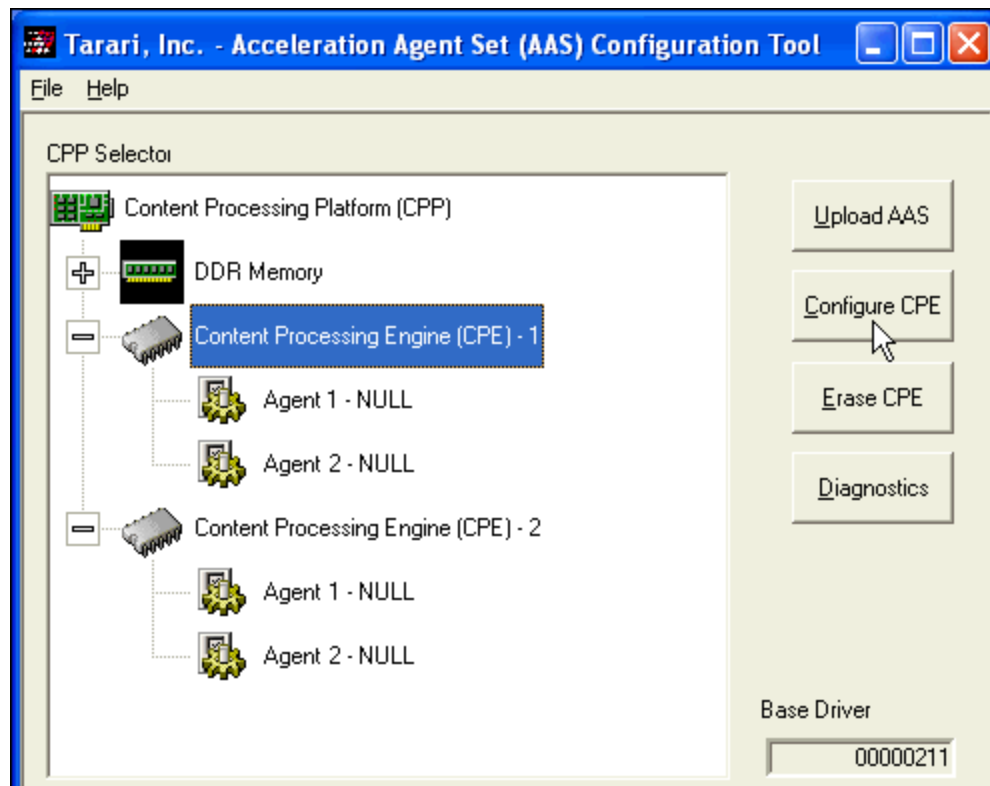 Tarari, Inc. - Acceleration Agent Set (AAS) Configuration Tool
File Help
CPP Selector
Content Processing Platform (CPP)
DDR Memory
Content Processing Engine (CPE) - 1
Agent 1 - NULL
Agent 2 - NULL
Content Processing Engine (CPE) - 2
Agent 1 - NULL
Agent 2 - NULL
Upload AAS
Configure CPE
Erase CPE
Diagnostics
Base Driver
00000211